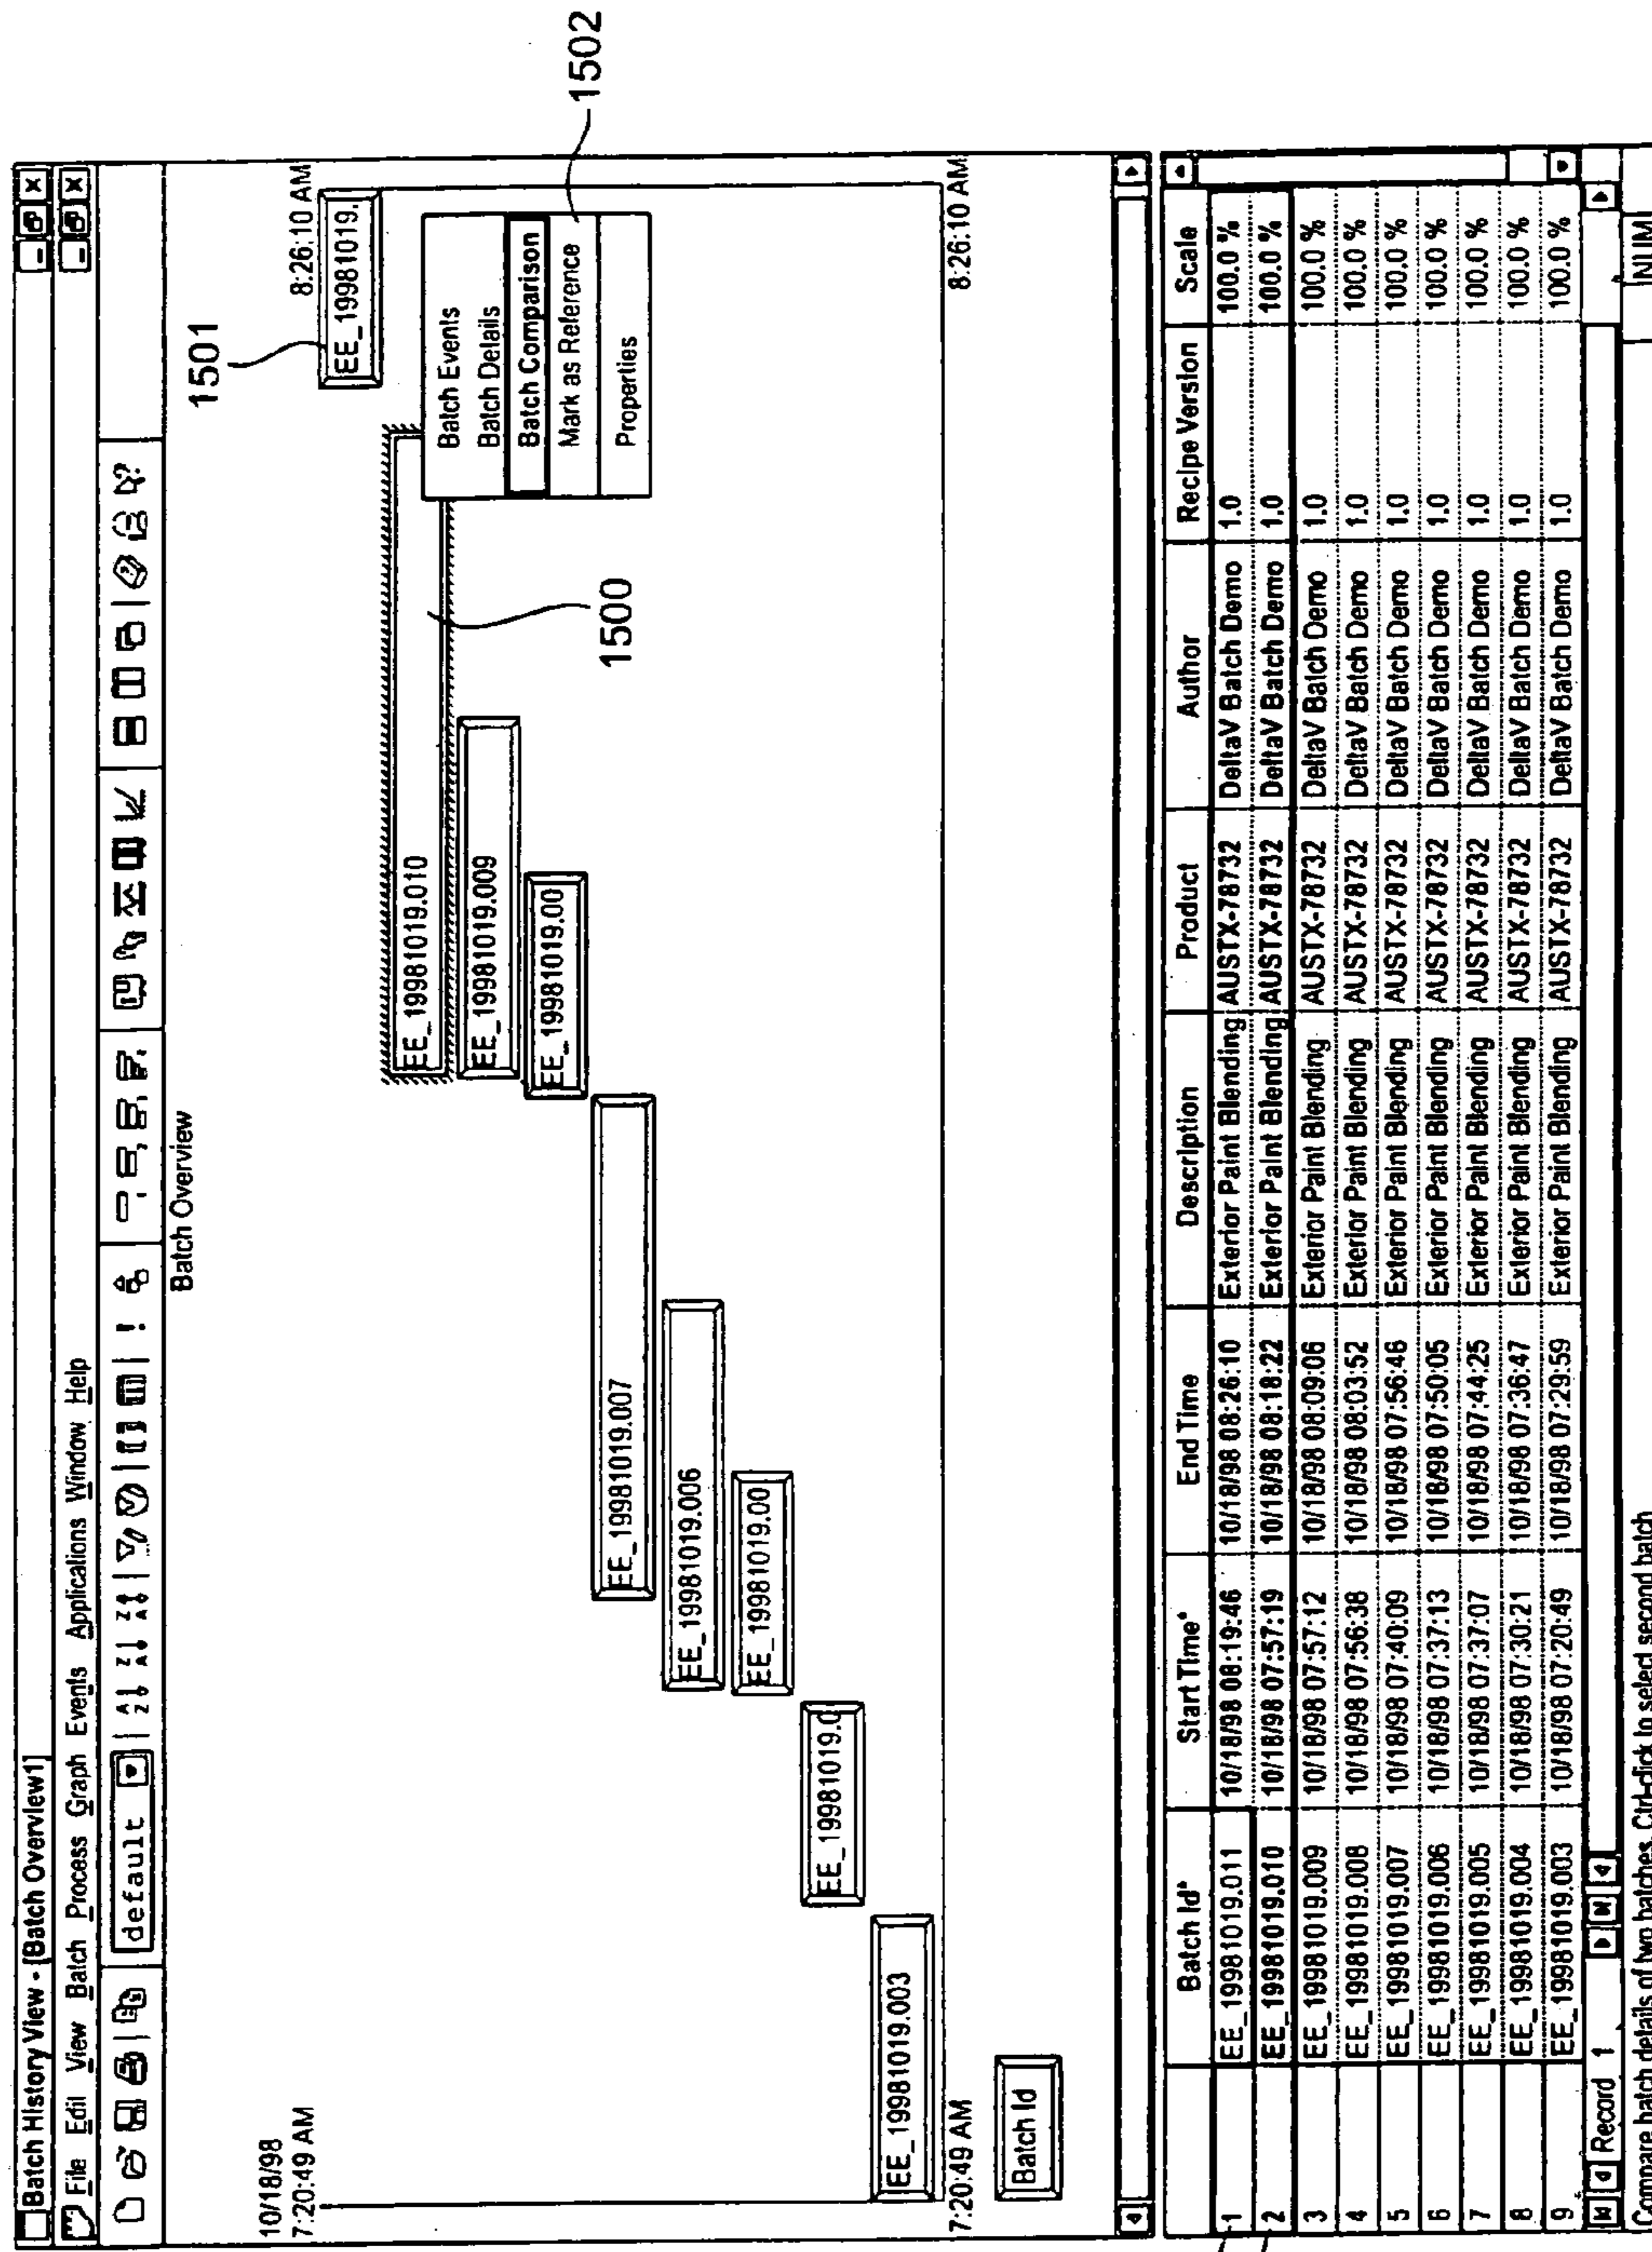 Batch History View - [Batch Overview1]
File Edit View Batch Process Graph Events Applications Window Help
default
Batch Overview
10/18/98
7:20:49 AM
8:26:10 AM
1501
EE_19981019.
EE_19981019.010
Batch Events
Batch Details
Batch Comparison
Mark as Reference
Properties
1502
1500
EE_19981019.009
EE_19981019.00
EE_19981019.007
EE_19981019.006
EE_19981019.00
EE_19981019.0
EE_19981019.003
7:20:49 AM
8:26:10 AM
Batch Id
Batch Id* Start Time* End Time Description Product Author Recipe Version Scale
1 EE_19981019.011 10/18/98 08:19:46 10/18/98 08:26:10 Exterior Paint Blending AUSTX-78732 DeltaV Batch Demo 1.0 100.0 %
2 EE_19981019.010 10/18/98 07:57:19 10/18/98 08:18:22 Exterior Paint Blending AUSTX-78732 DeltaV Batch Demo 1.0 100.0 %
3 EE_19981019.009 10/18/98 07:57:12 10/18/98 08:09:06 Exterior Paint Blending AUSTX-78732 DeltaV Batch Demo 1.0 100.0 %
4 EE_19981019.008 10/18/98 07:56:38 10/18/98 08:03:52 Exterior Paint Blending AUSTX-78732 DeltaV Batch Demo 1.0 100.0 %
5 EE_19981019.007 10/18/98 07:40:09 10/18/98 07:56:46 Exterior Paint Blending AUSTX-78732 DeltaV Batch Demo 1.0 100.0 %
6 EE_19981019.006 10/18/98 07:37:13 10/18/98 07:50:05 Exterior Paint Blending AUSTX-78732 DeltaV Batch Demo 1.0 100.0 %
7 EE_19981019.005 10/18/98 07:37:07 10/18/98 07:44:25 Exterior Paint Blending AUSTX-78732 DeltaV Batch Demo 1.0 100.0 %
8 EE_19981019.004 10/18/98 07:30:21 10/18/98 07:36:47 Exterior Paint Blending AUSTX-78732 DeltaV Batch Demo 1.0 100.0 %
9 EE_19981019.003 10/18/98 07:20:49 10/18/98 07:29:59 Exterior Paint Blending AUSTX-78732 DeltaV Batch Demo 1.0 100.0 %
Record 1
Compare batch details of two batches. Ctrl-click to select second batch
NUM